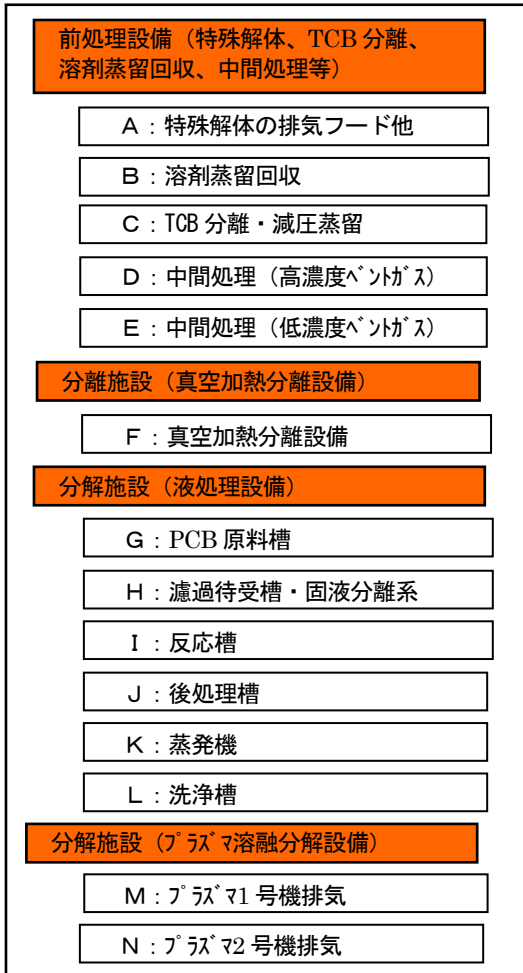 前処理設備（特殊解体、TCB 分離、
溶剤蒸留回収、中間処理等）
Ａ：特殊解体の排気フード他
Ｂ：溶剤蒸留回収
Ｃ：TCB 分離・減圧蒸留
Ｄ：中間処理（高濃度ﾍﾞﾝﾄｶﾞｽ）
Ｅ：中間処理（低濃度ﾍﾞﾝﾄｶﾞｽ）
分離施設（真空加熱分離設備）
Ｆ：真空加熱分離設備
分解施設（液処理設備）
Ｇ：PCB 原料槽
Ｈ：濾過待受槽・固液分離系
Ｉ：反応槽
Ｊ：後処理槽
Ｋ：蒸発機
Ｌ：洗浄槽
分解施設（ﾌﾟﾗｽﾞﾏ溶融分解設備）
Ｍ：ﾌﾟﾗｽﾞﾏ1 号機排気
Ｎ：ﾌﾟﾗｽﾞﾏ2 号機排気